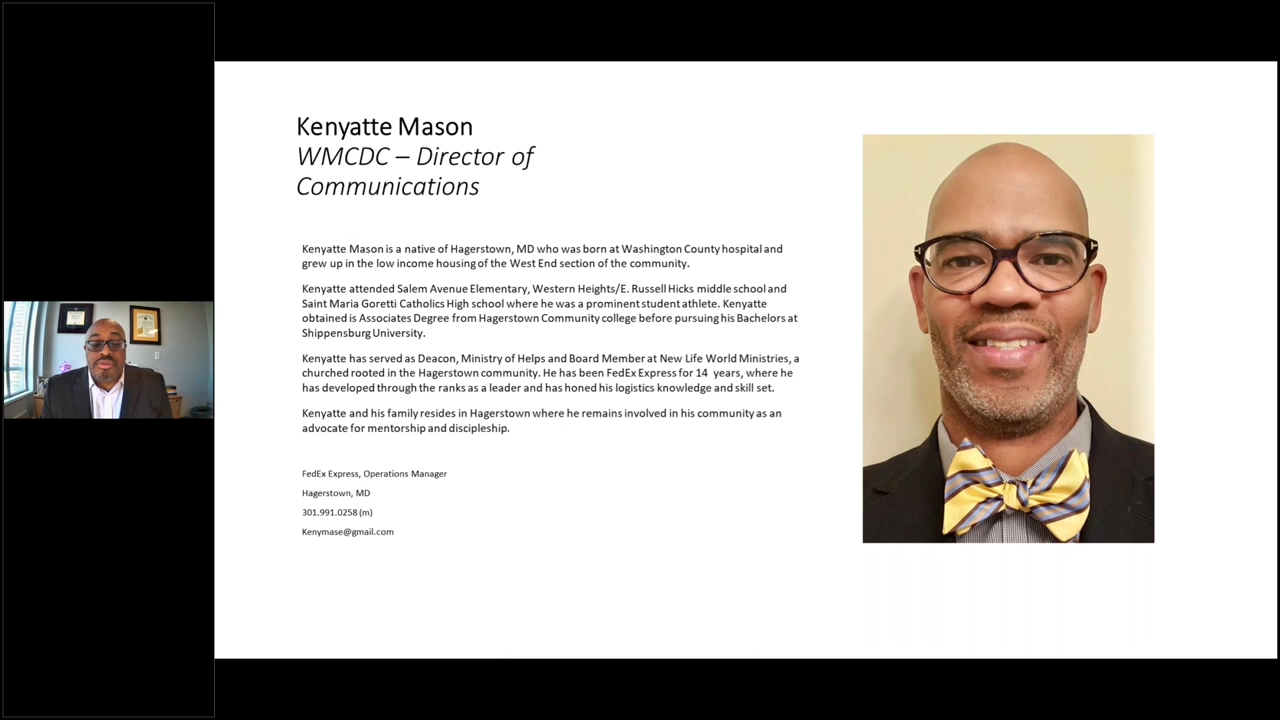 Kenyatte Mason
WMCDC – Director of
Communications
Kenyatte Mason is a native of Hagerstown, MD who was born at Washington County hospital and
grew up in the low income housing of the West End section of the community.
Kenyatte attended Salem Avenue Elementary, Western Heights/E. Russell Hicks middle school and
Saint Maria Goretti Catholics High school where he was a prominent student athlete. Kenyatte
obtained is Associates Degree from Hagerstown Community college before pursuing his Bachelors at
Shippensburg University.
Kenyatte has served as Deacon, Ministry of Helps and Board Member at New Life World Ministries, a
churched rooted in the Hagerstown community. He has been FedEx Express for 14 years, where he
has developed through the ranks as a leader and has honed his logistics knowledge and skill set.
Kenyatte and his family resides in Hagerstown where he remains involved in his community as an
advocate for mentorship and discipleship.
FedEx Express, Operations Manager
Hagerstown, MD
301.991.0258 (m)
Kenymase@gmail.com